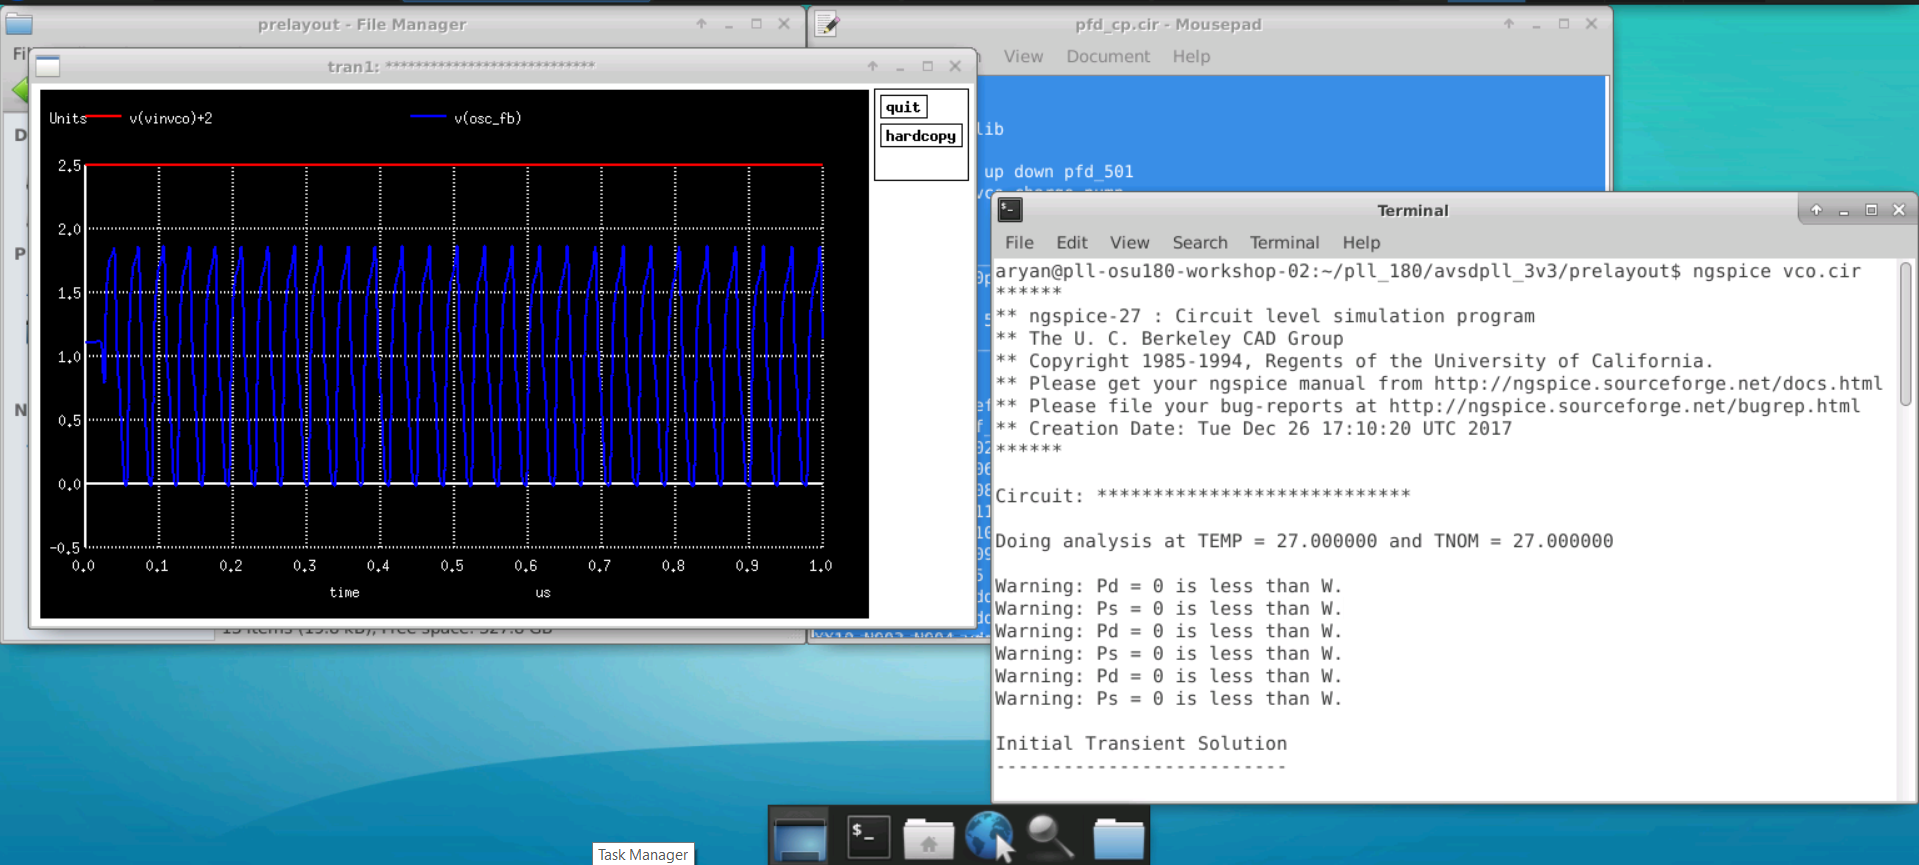 prelayout - File Manager
pfd_cp.cir - Mousepad
View Document Help
tran1: ****************************
Units v(vinvco)+2 v(osc_fb)
quit
hardcopy
2.5
2.0
1.5
1.0
0.5
0.0
-0.5
0.0 0.1 0.2 0.3 0.4 0.5 0.6 0.7 0.8 0.9 1.0
time us
lib
up down pfd_501
Terminal
File Edit View Search Terminal Help
aryan@pll-osu180-workshop-02:~/pll_180/avsdpll_3v3/prelayout$ ngspice vco.cir
******
** ngspice-27 : Circuit level simulation program
** The U. C. Berkeley CAD Group
** Copyright 1985-1994, Regents of the University of California.
** Please get your ngspice manual from http://ngspice.sourceforge.net/docs.html
** Please file your bug-reports at http://ngspice.sourceforge.net/bugrep.html
** Creation Date: Tue Dec 26 17:10:20 UTC 2017
******
Circuit: ****************************
Doing analysis at TEMP = 27.000000 and TNOM = 27.000000
Warning: Pd = 0 is less than W.
Warning: Ps = 0 is less than W.
Warning: Pd = 0 is less than W.
Warning: Ps = 0 is less than W.
Warning: Pd = 0 is less than W.
Warning: Ps = 0 is less than W.
Initial Transient Solution
--------------------------
Task Manager